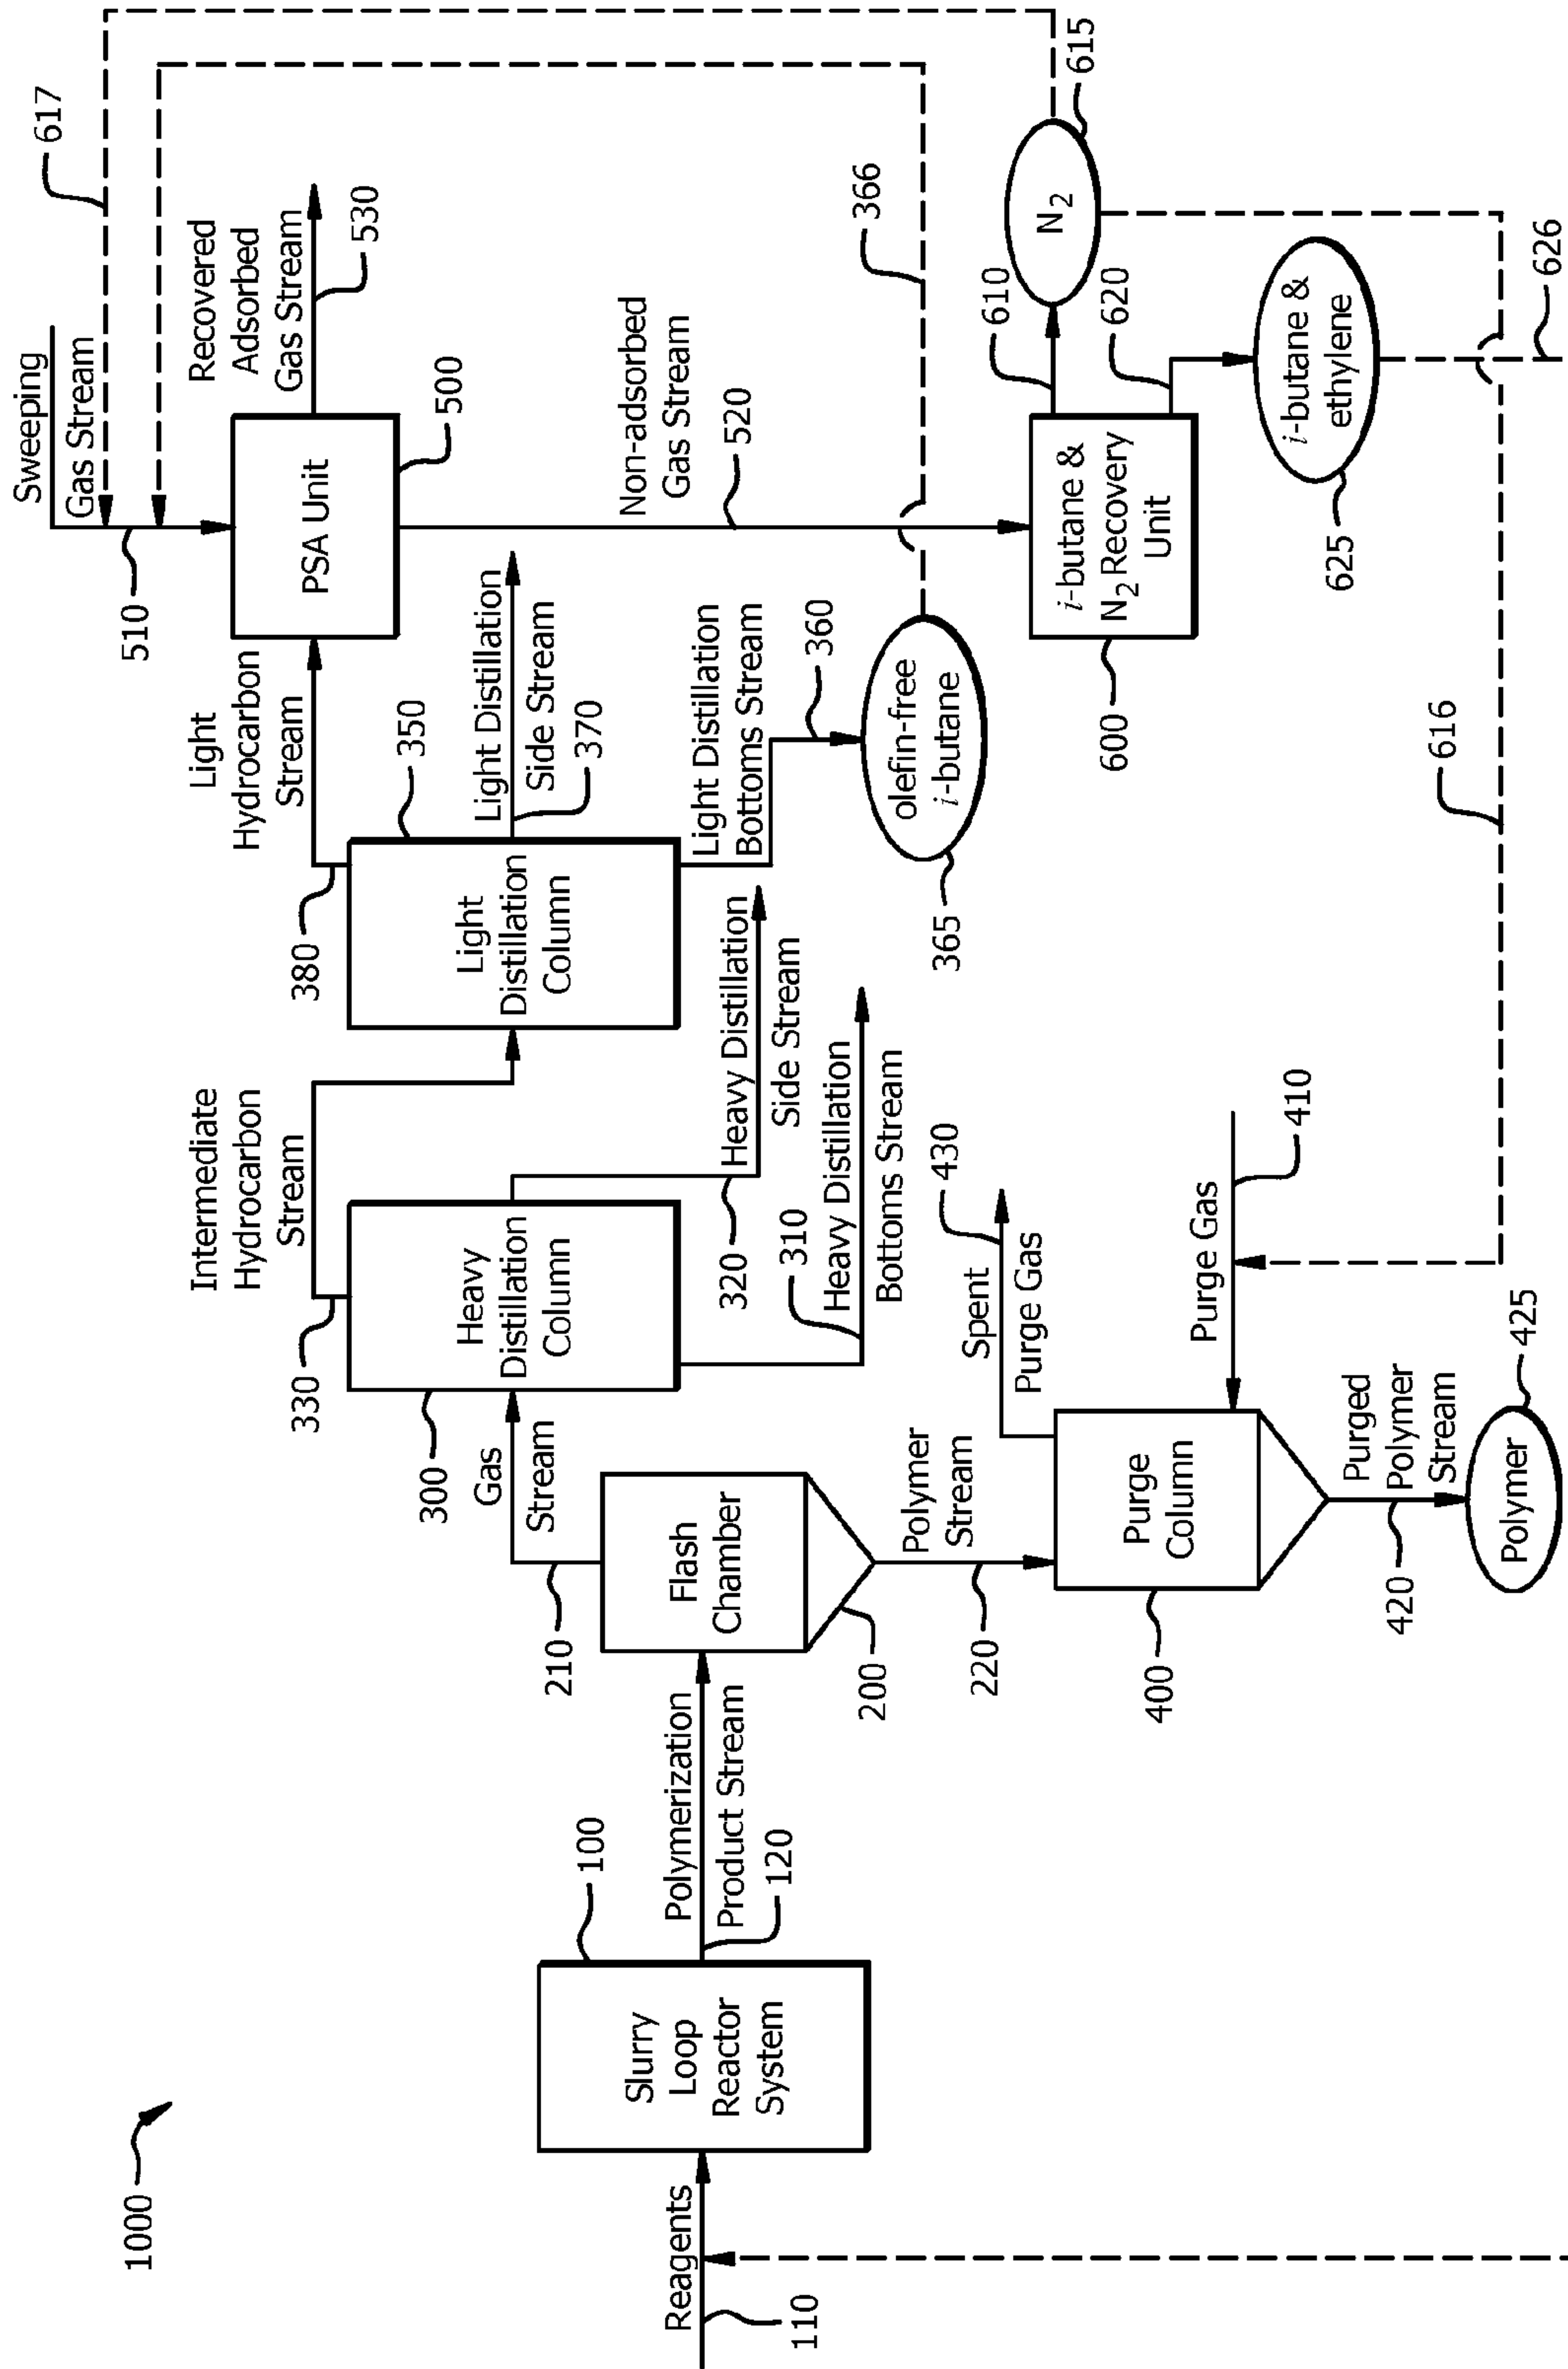 1000
Reagents
110
Slurry
Loop
Reactor
System
100
Polymerization
Product Stream
120
Flash
Chamber
200
Gas
Stream
210
Polymer
Stream
220
Heavy
Distillation
Column
300
Intermediate
Hydrocarbon
Stream
330
Heavy Distillation
Side Stream
320
Heavy Distillation
Bottoms Stream
310
Purge
Column
400
Spent
Purge Gas
430
Purge Gas
410
Purged
Polymer
Stream
420
Polymer
425
Light
Distillation
Column
350
Light
Hydrocarbon
Stream
380
Light Distillation
Side Stream
370
Light Distillation
Bottoms Stream
360
olefin-free
i-butane
365
366
Sweeping
Gas Stream
510
617
PSA Unit
500
Recovered
Adsorbed
Gas Stream
530
Non-adsorbed
Gas Stream
520
i-butane &
N2 Recovery
Unit
600
610
N2
615
620
i-butane &
ethylene
625
626
616